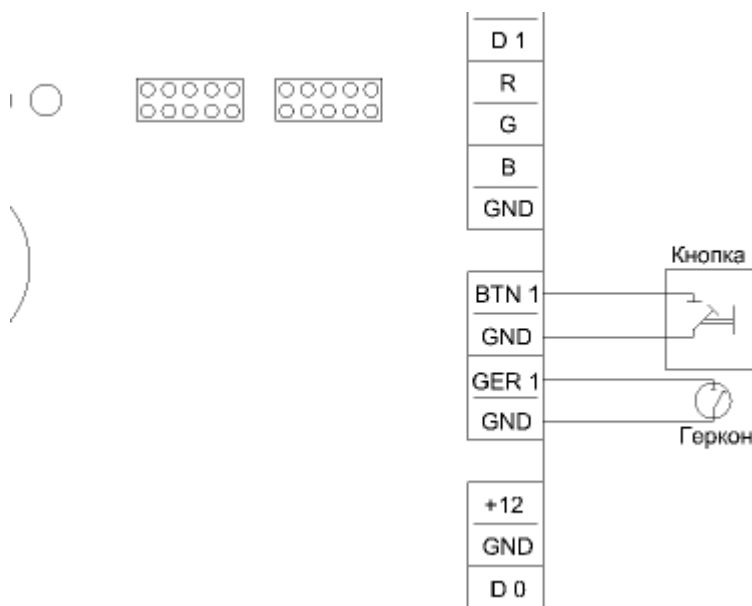 D 1
R
G
B
GND
Кнопка
BTN 1
GND
GER 1
GND
Геркон
+12
GND
D 0